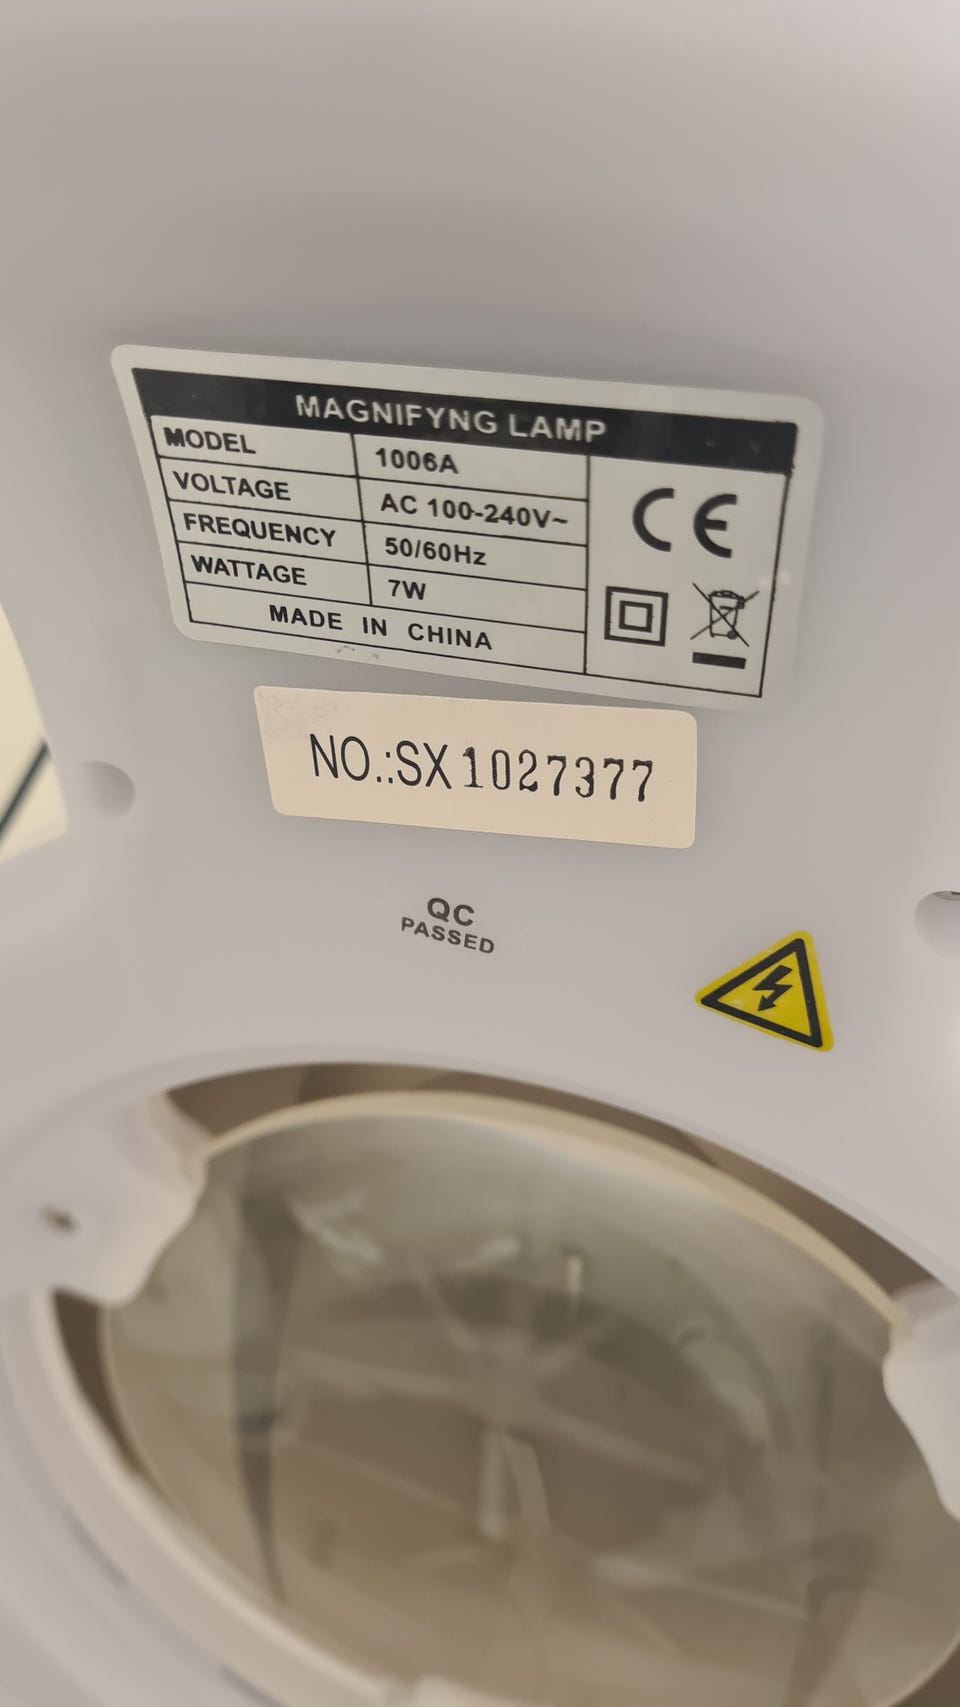 MAGNIFYNG LAMP
MODEL 1006A
VOLTAGE AC 100-240V~
FREQUENCY 50/60Hz
WATTAGE 7W
MADE IN CHINA
CE
NO.:SX1027377
QC
PASSED